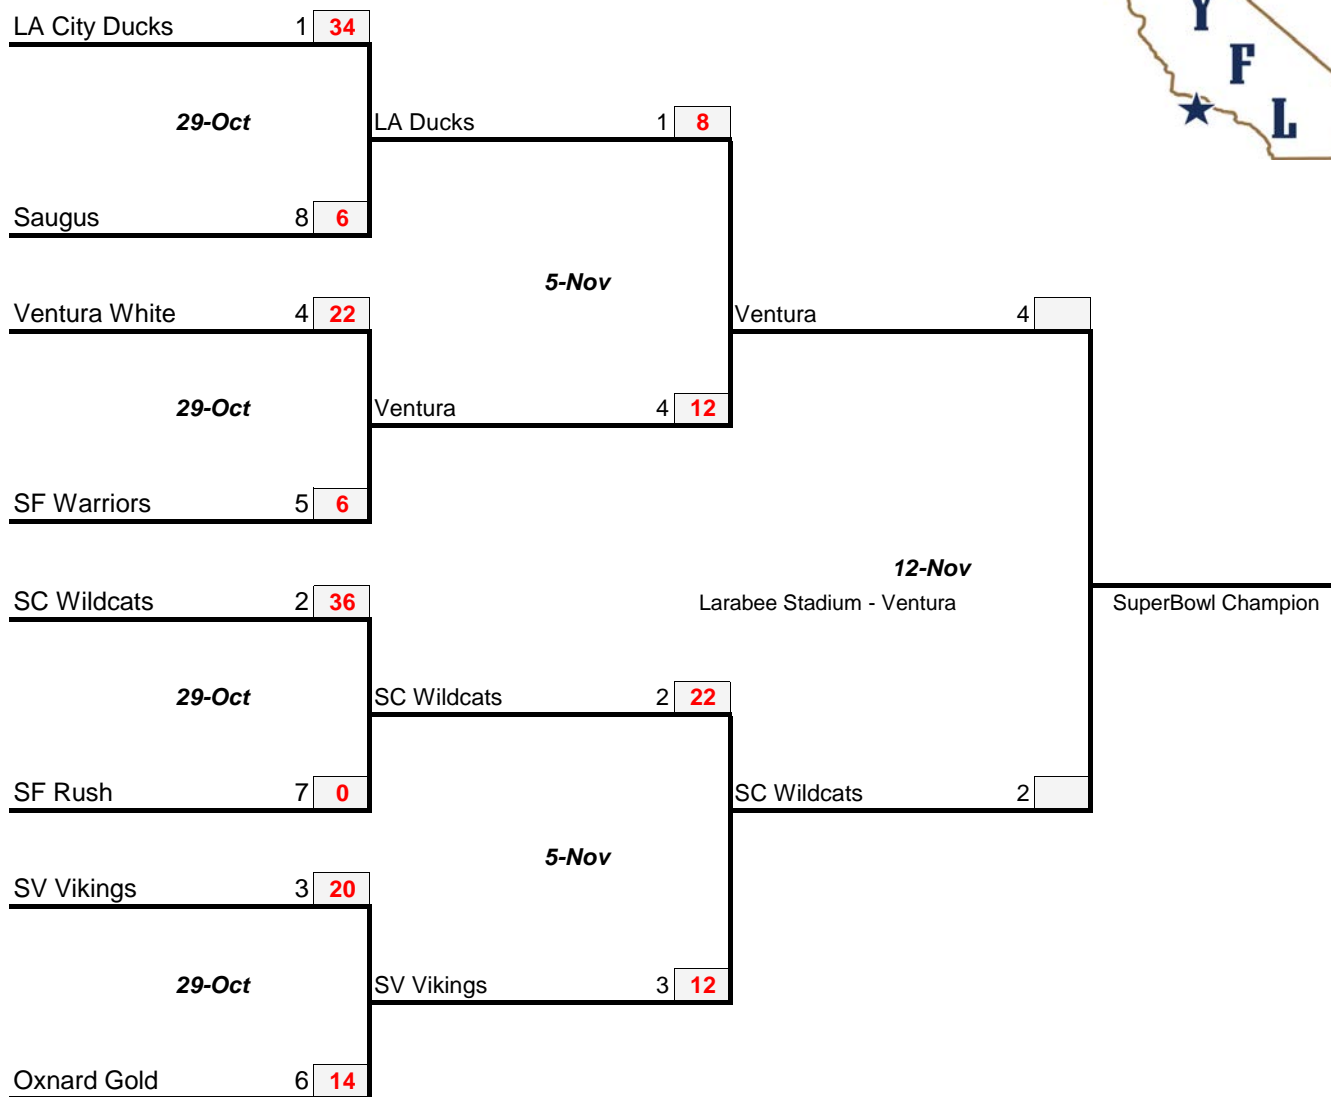 LA City Ducks 1 34
Y
F
L
29-Oct
LA Ducks 1 8
Saugus 8 6
5-Nov
Ventura White 4 22
Ventura 4
29-Oct
Ventura 4 12
SF Warriors 5 6
12-Nov
SC Wildcats 2 36
Larabee Stadium - Ventura
SuperBowl Champion
29-Oct
SC Wildcats 2 22
SF Rush 7 0
SC Wildcats 2
5-Nov
SV Vikings 3 20
29-Oct
SV Vikings 3 12
Oxnard Gold 6 14